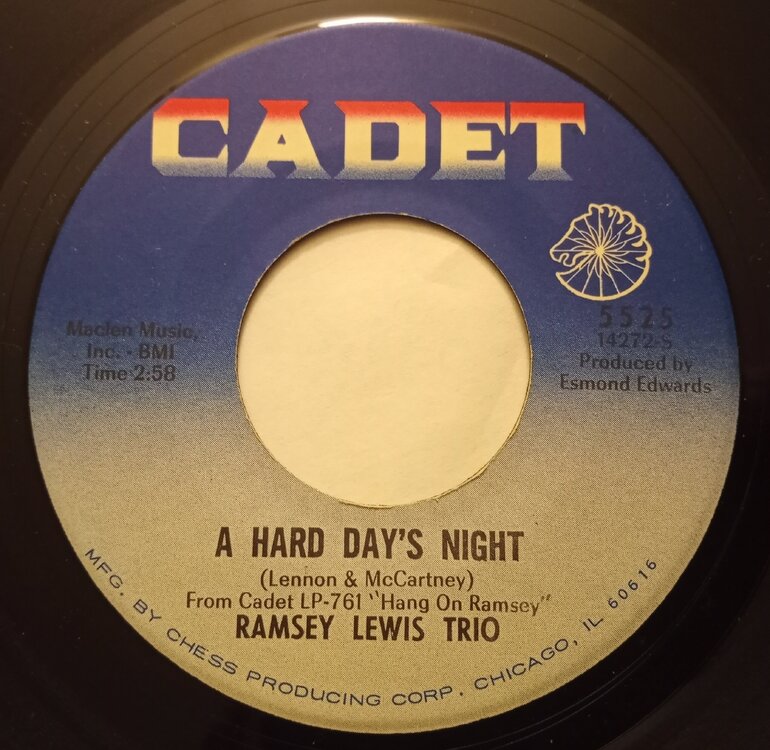 CADET
Maclen Music,
Inc. - BMI
Time 2:58
5525
14272-S
Produced by
Esmond Edwards
A HARD DAY'S NIGHT
(Lennon & McCartney)
From Cadet LP-761 "Hang On Ramsey"
RAMSEY LEWIS TRIO
MFG. BY CHESS PRODUCING CORP. CHICAGO, IL 60616